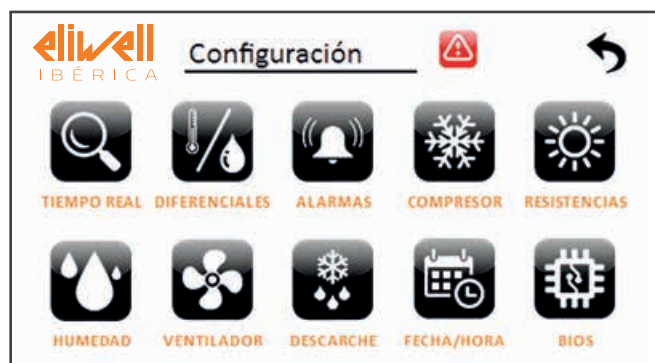 eliwell
IBÉRICA
Configuración
TIEMPO REAL DIFERENCIALES ALARMAS COMPRESOR RESISTENCIAS
HUMEDAD VENTILADOR DESCARCHE FECHA/HORA BIOS